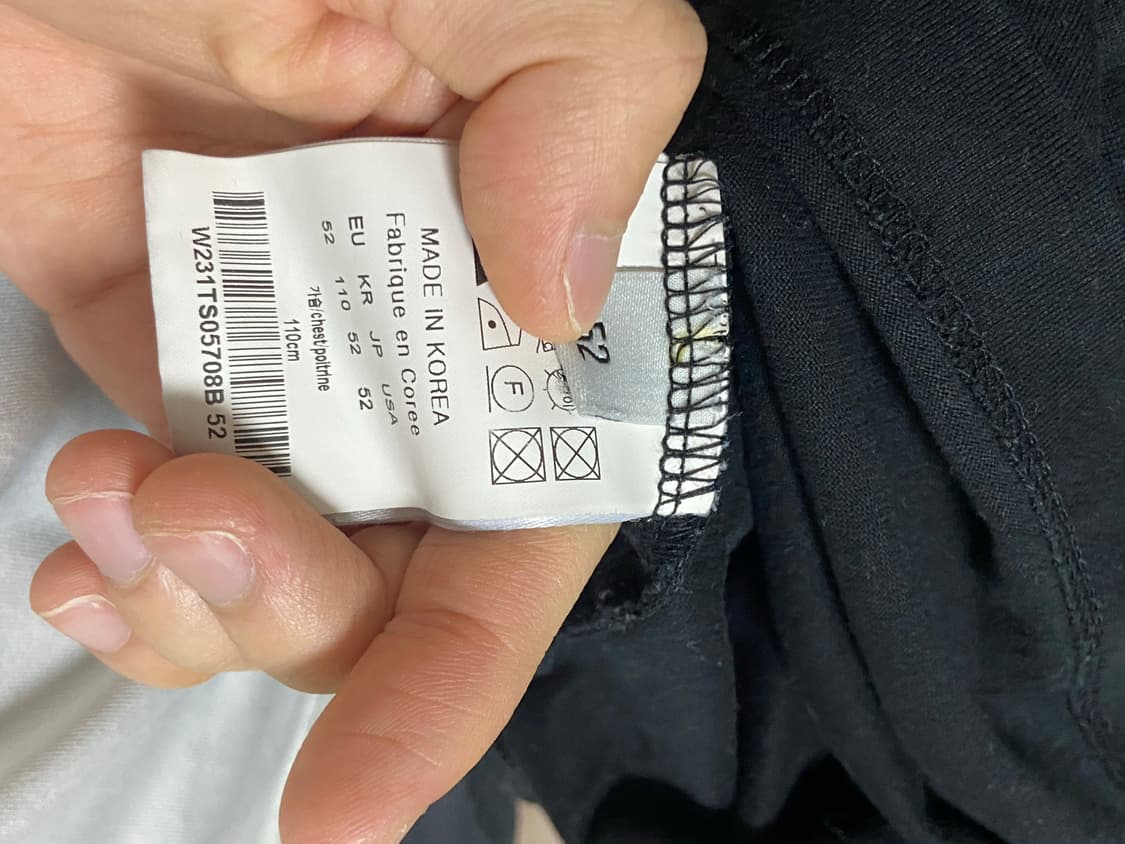 52
F
MADE IN KOREA
Fabrique en Coree
EU KR JP USA
52 110 52 52
가슴/chest/poitrine
110cm
W231TS05708B 52